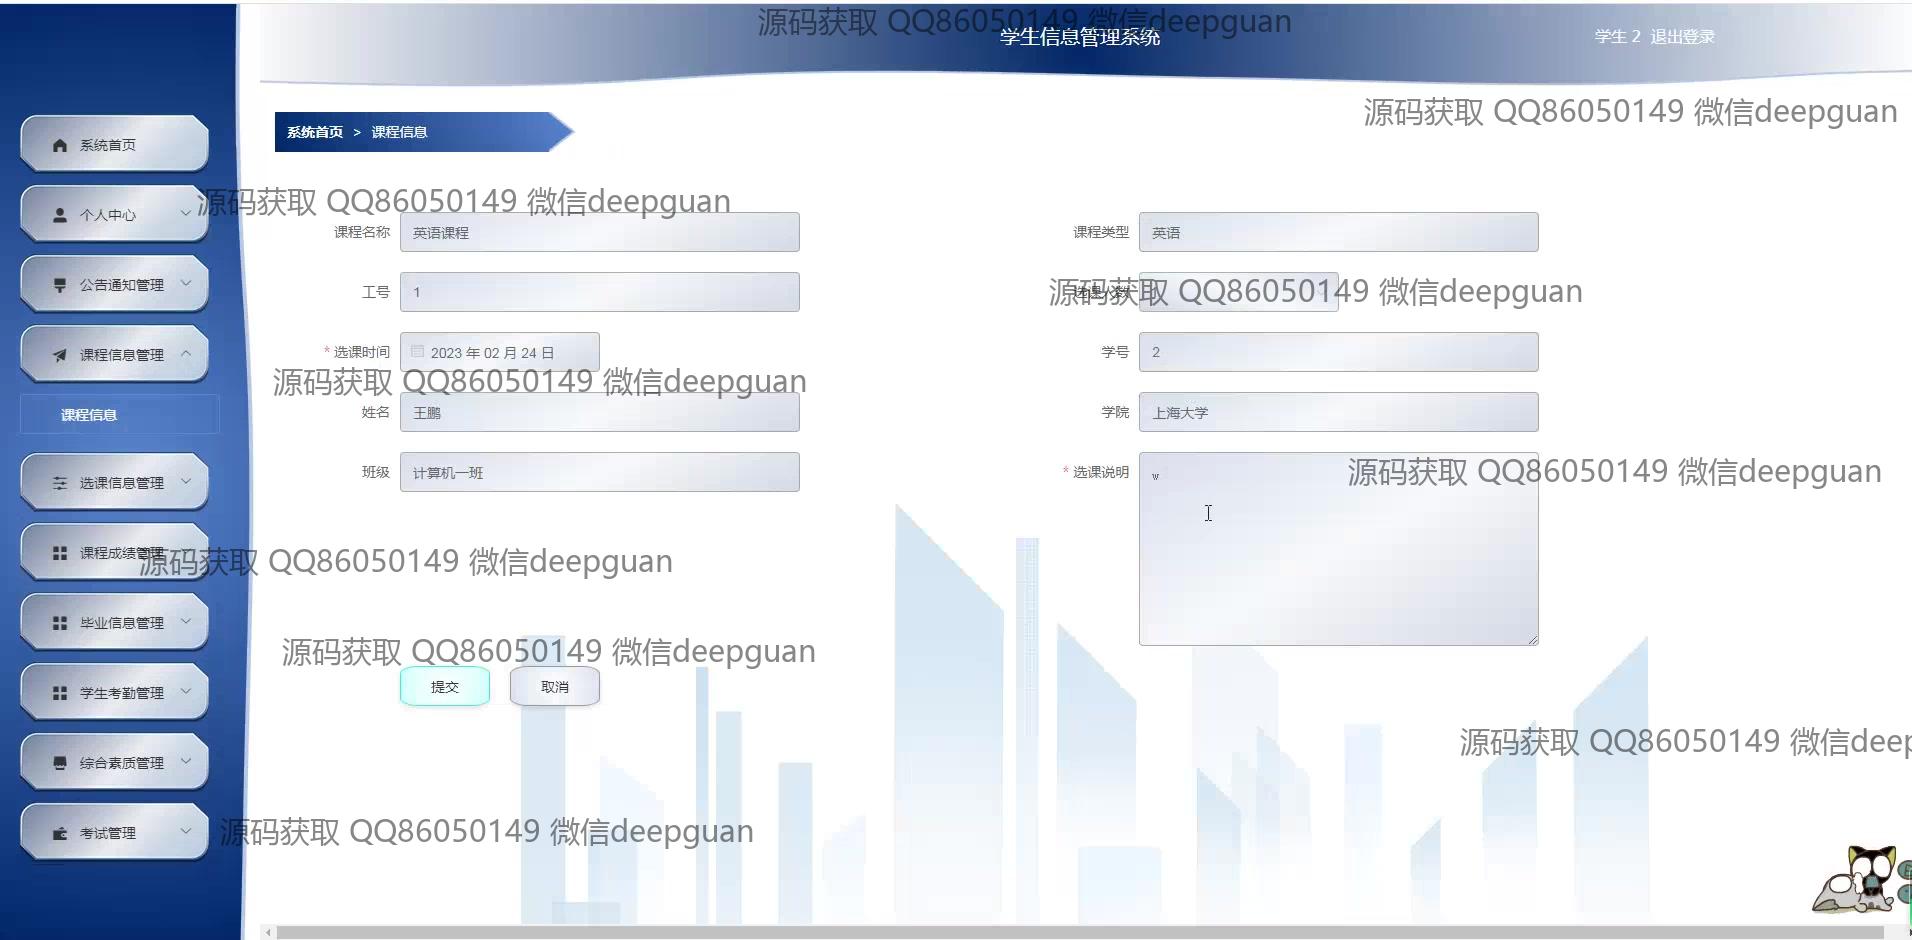 源码获取 QQ86050149 微信deepguan
学生信息管理系统
学生 2 退出登录
源码获取 QQ86050149 微信deepguan
系统首页 > 课程信息
系统首页
个人中心
源码获取 QQ86050149 微信deepguan
课程名称 英语课程
课程类型 英语
公告通知管理
工号 1
选课人数
源码获取 QQ86050149 微信deepguan
课程信息管理
* 选课时间 2023 年 02 月 24 日
学号 2
源码获取 QQ86050149 微信deepguan
课程信息
姓名 王鹏
学院 上海大学
班级 计算机一班
* 选课说明 w
源码获取 QQ86050149 微信deepguan
选课信息管理
课程成绩管理
源码获取 QQ86050149 微信deepguan
毕业信息管理
源码获取 QQ86050149 微信deepguan
提交 取消
学生考勤管理
源码获取 QQ86050149 微信deep
综合素质管理
考试管理
源码获取 QQ86050149 微信deepguan